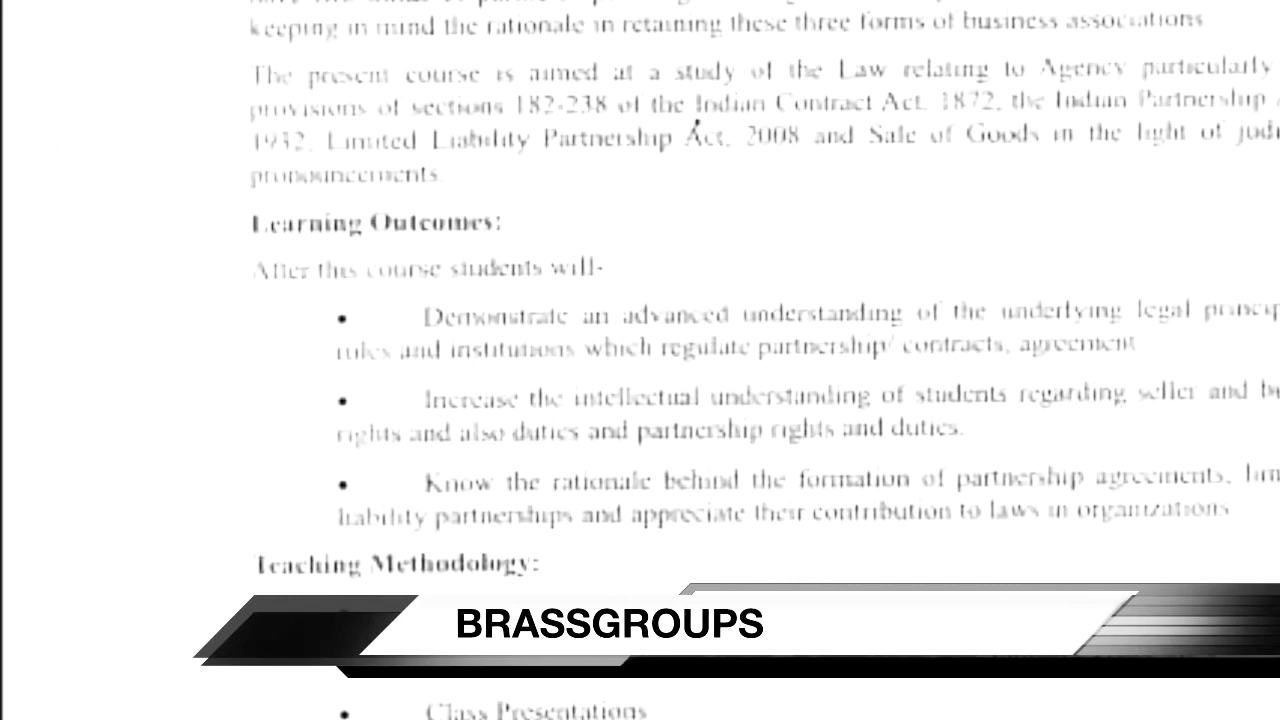 keeping in mind the rationale in retaining these three forms of business associations
The present course is aimed at a study of the Law relating to Agency particularly
provisions of sections 182-238 of the Indian Contract Act, 1872, the Indian Partnership
1932, Limited Liability Partnership Act, 2008 and Sale of Goods in the light of
pronouncements.
Learning Outcomes:
After this course students will-
• Demonstrate an advanced understanding of the underlying legal
rules and institutions which regulate partnership/ contracts, agreement
• Increase the intellectual understanding of students regarding seller and
rights and also duties and partnership rights and duties.
• Know the rationale behind the formation of partnership agreements,
liability partnerships and appreciate their contribution to laws in organizations
Teaching Methodology:
BRASSGROUPS
• Class Presentations